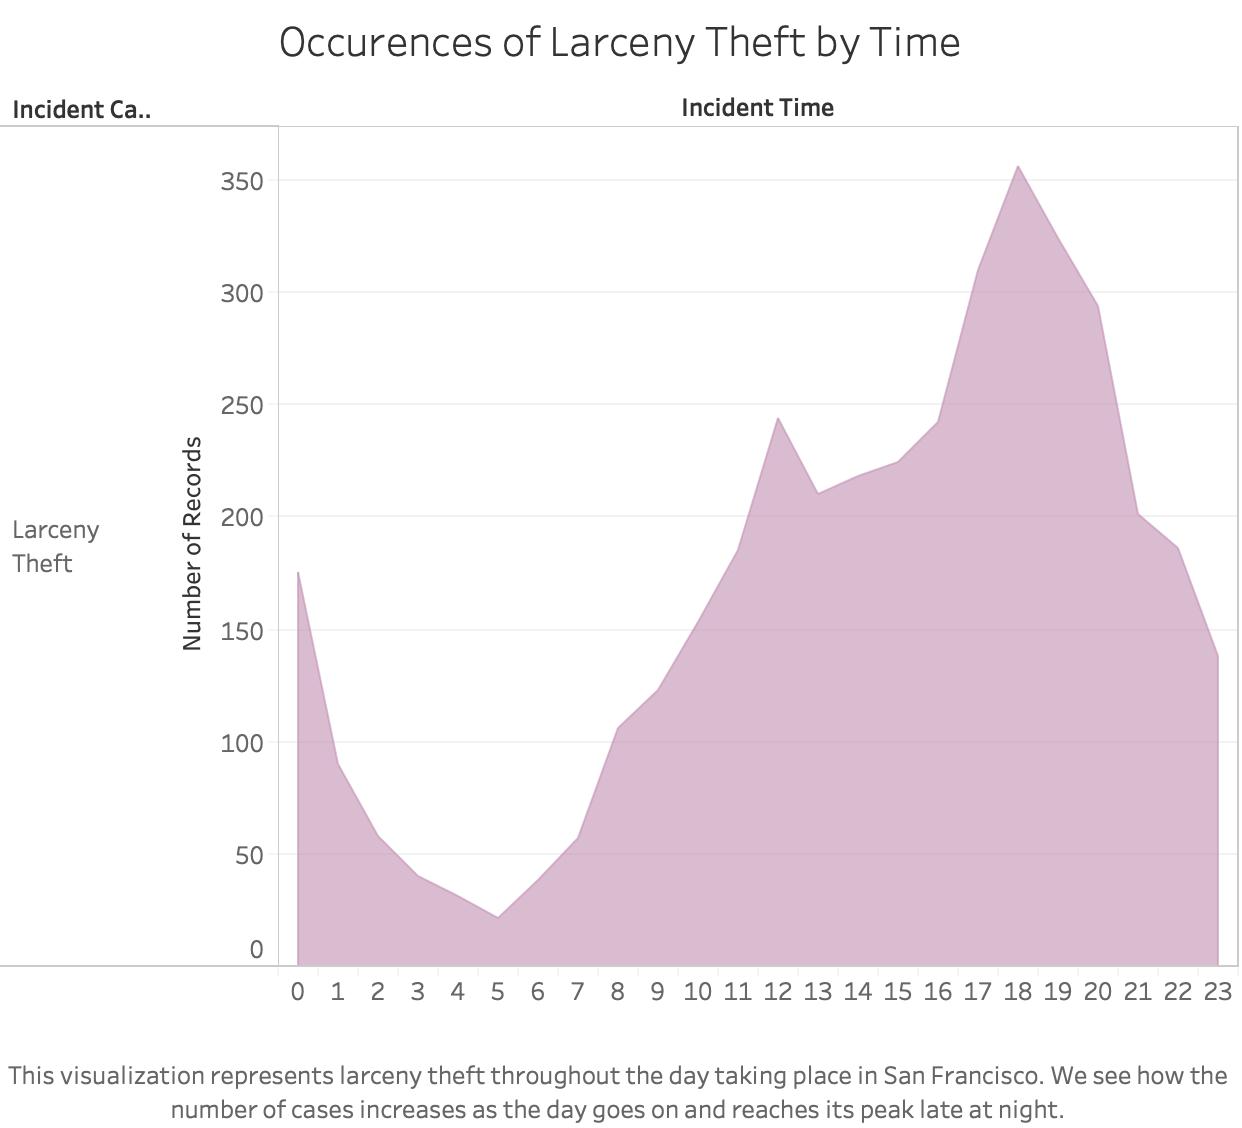 Occurences of Larceny Theft by Time
Incident Ca..
Incident Time
Larceny
Theft
Number of Records
350
300
250
200
150
100
50
0
0 1 2 3 4 5 6 7 8 9 10 11 12 13 14 15 16 17 18 19 20 21 22 23
This visualization represents larceny theft throughout the day taking place in San Francisco. We see how the
number of cases increases as the day goes on and reaches its peak late at night.